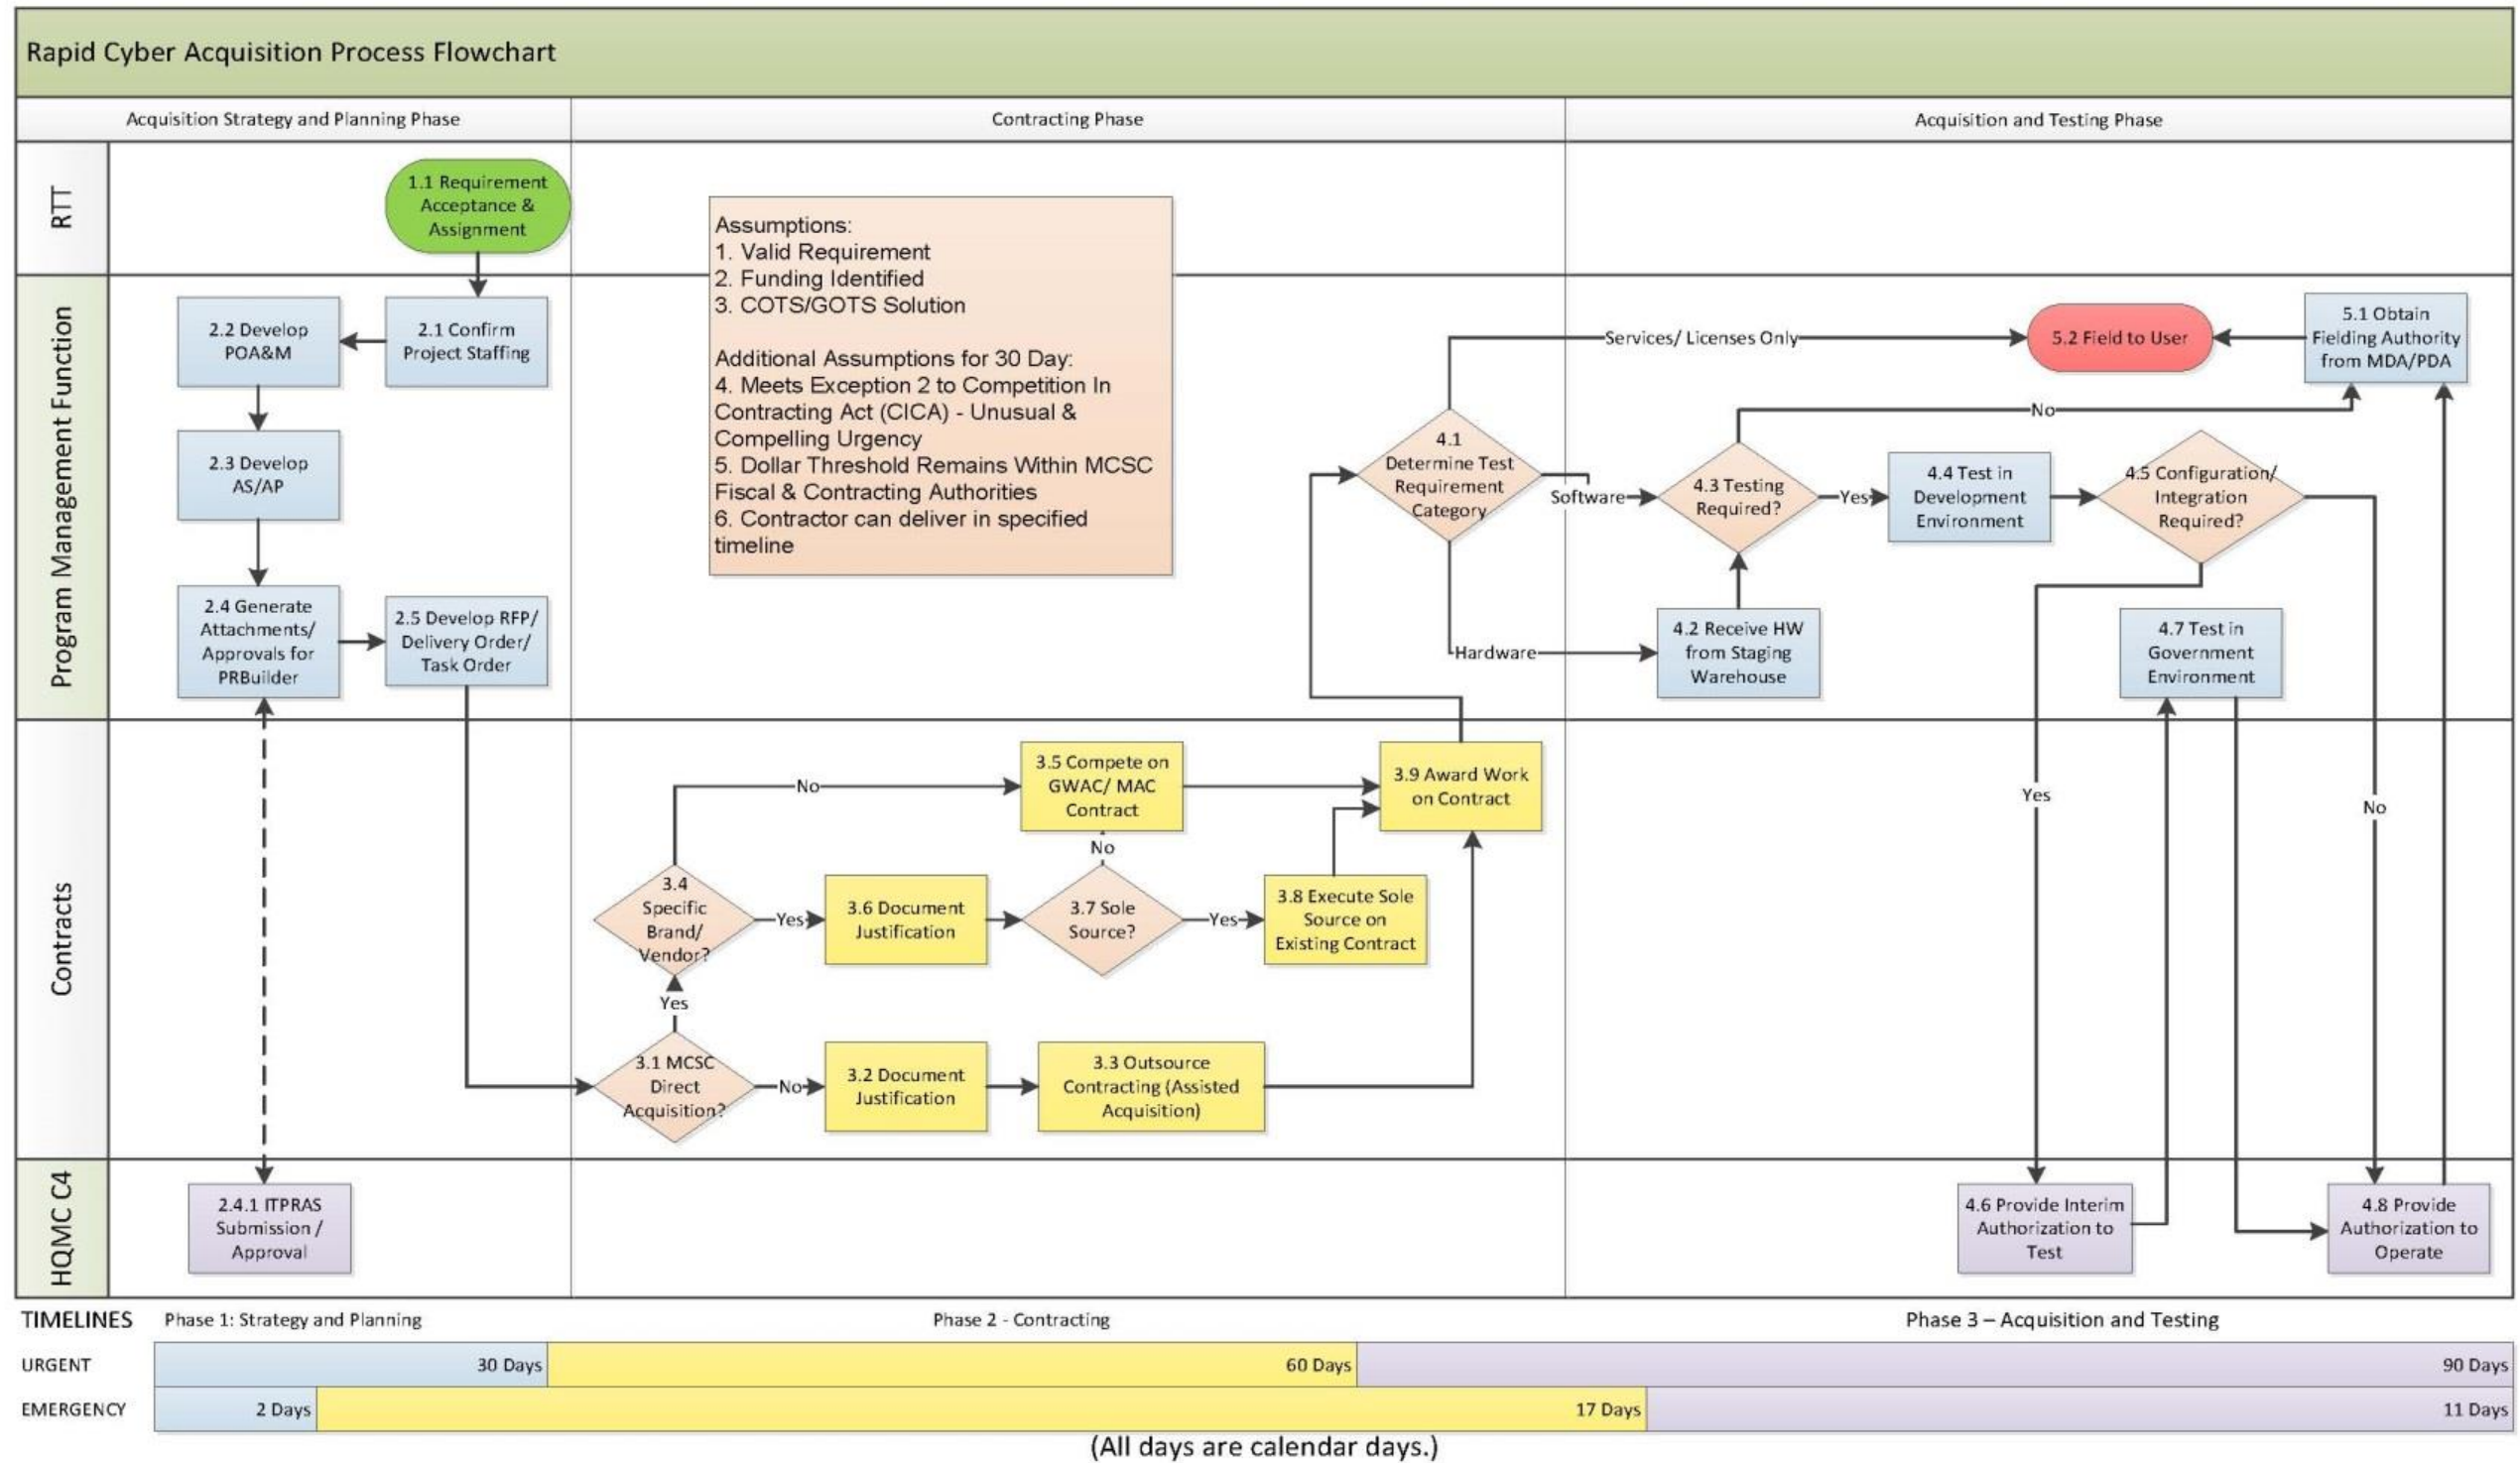 Rapid Cyber Acquisition Process Flowchart
Acquisition Strategy and Planning Phase
Contracting Phase
Acquisition and Testing Phase
RTT
1.1 Requirement
Acceptance &
Assignment
Assumptions:
1. Valid Requirement
2. Funding Identified
3. COTS/GOTS Solution
Additional Assumptions for 30 Day:
4. Meets Exception 2 to Competition In
Contracting Act (CICA) - Unusual &
Compelling Urgency
5. Dollar Threshold Remains Within MCSC
Fiscal & Contracting Authorities
6. Contractor can deliver in specified
timeline
Program Management Function
2.2 Develop
POA&M
2.1 Confirm
Project Staffing
2.3 Develop
AS/AP
2.4 Generate
Attachments/
Approvals for
PRBuilder
2.5 Develop RFP/
Delivery Order/
Task Order
Services/ Licenses Only
5.2 Field to User
5.1 Obtain
Fielding Authority
from MDA/PDA
No
4.1
Determine Test
Requirement
Category
Software
4.3 Testing
Required?
Yes
4.4 Test in
Development
Environment
4.5 Configuration/
Integration
Required?
Hardware
4.2 Receive HW
from Staging
Warehouse
4.7 Test in
Government
Environment
Contracts
No
3.5 Compete on
GWAC/ MAC
Contract
3.9 Award Work
on Contract
Yes
No
No
3.4
Specific
Brand/
Vendor?
Yes
3.6 Document
Justification
3.7 Sole
Source?
Yes
3.8 Execute Sole
Source on
Existing Contract
Yes
3.1 MCSC
Direct
Acquisition?
No
3.2 Document
Justification
3.3 Outsource
Contracting (Assisted
Acquisition)
HQMC C4
2.4.1 ITPRAS
Submission /
Approval
4.6 Provide Interim
Authorization to
Test
4.8 Provide
Authorization to
Operate
TIMELINES
Phase 1: Strategy and Planning
Phase 2 - Contracting
Phase 3 – Acquisition and Testing
URGENT
30 Days
60 Days
90 Days
EMERGENCY
2 Days
17 Days
11 Days
(All days are calendar days.)